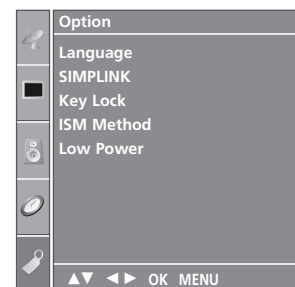 Option
Language
SIMPLINK
Key Lock
ISM Method
Low Power
▲▼ ◄► OK MENU